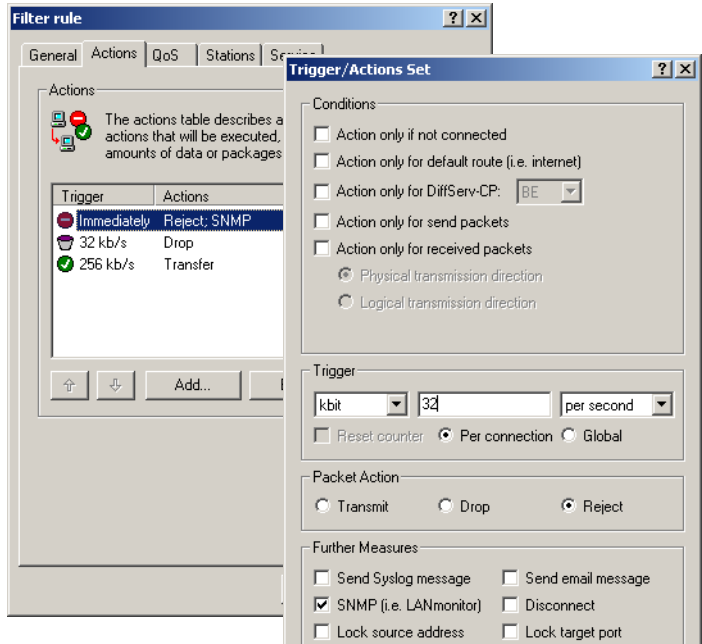 Filter rule
General Actions QoS Stations Service
Actions
The actions table describes a
actions that will be executed,
amounts of data or packages
Trigger Actions
Immediately Reject; SNMP
32 kb/s Drop
256 kb/s Transfer
Add...
Trigger/Actions Set
Conditions
Action only if not connected
Action only for default route (i.e. internet)
Action only for DiffServ-CP: BE
Action only for send packets
Action only for received packets
Physical transmission direction
Logical transmission direction
Trigger
kbit 32 per second
Reset counter Per connection Global
Packet Action
Transmit Drop Reject
Further Measures
Send Syslog message Send email message
SNMP (i.e. LANmonitor) Disconnect
Lock source address Lock target port